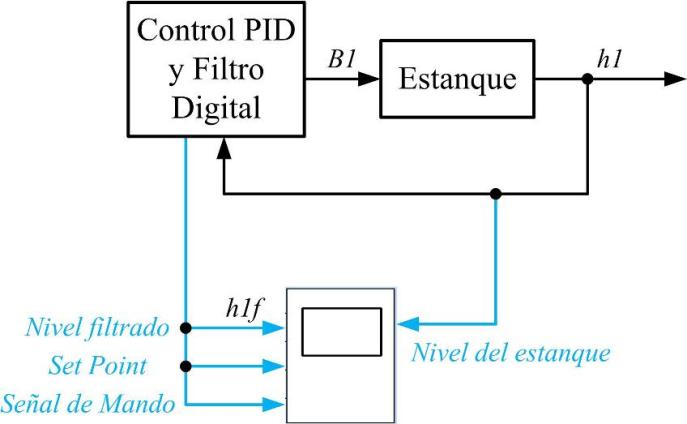 Control PID
y Filtro
Digital
B1
Estanque
h1
h1f
Nivel filtrado
Set Point
Señal de Mando
Nivel del estanque